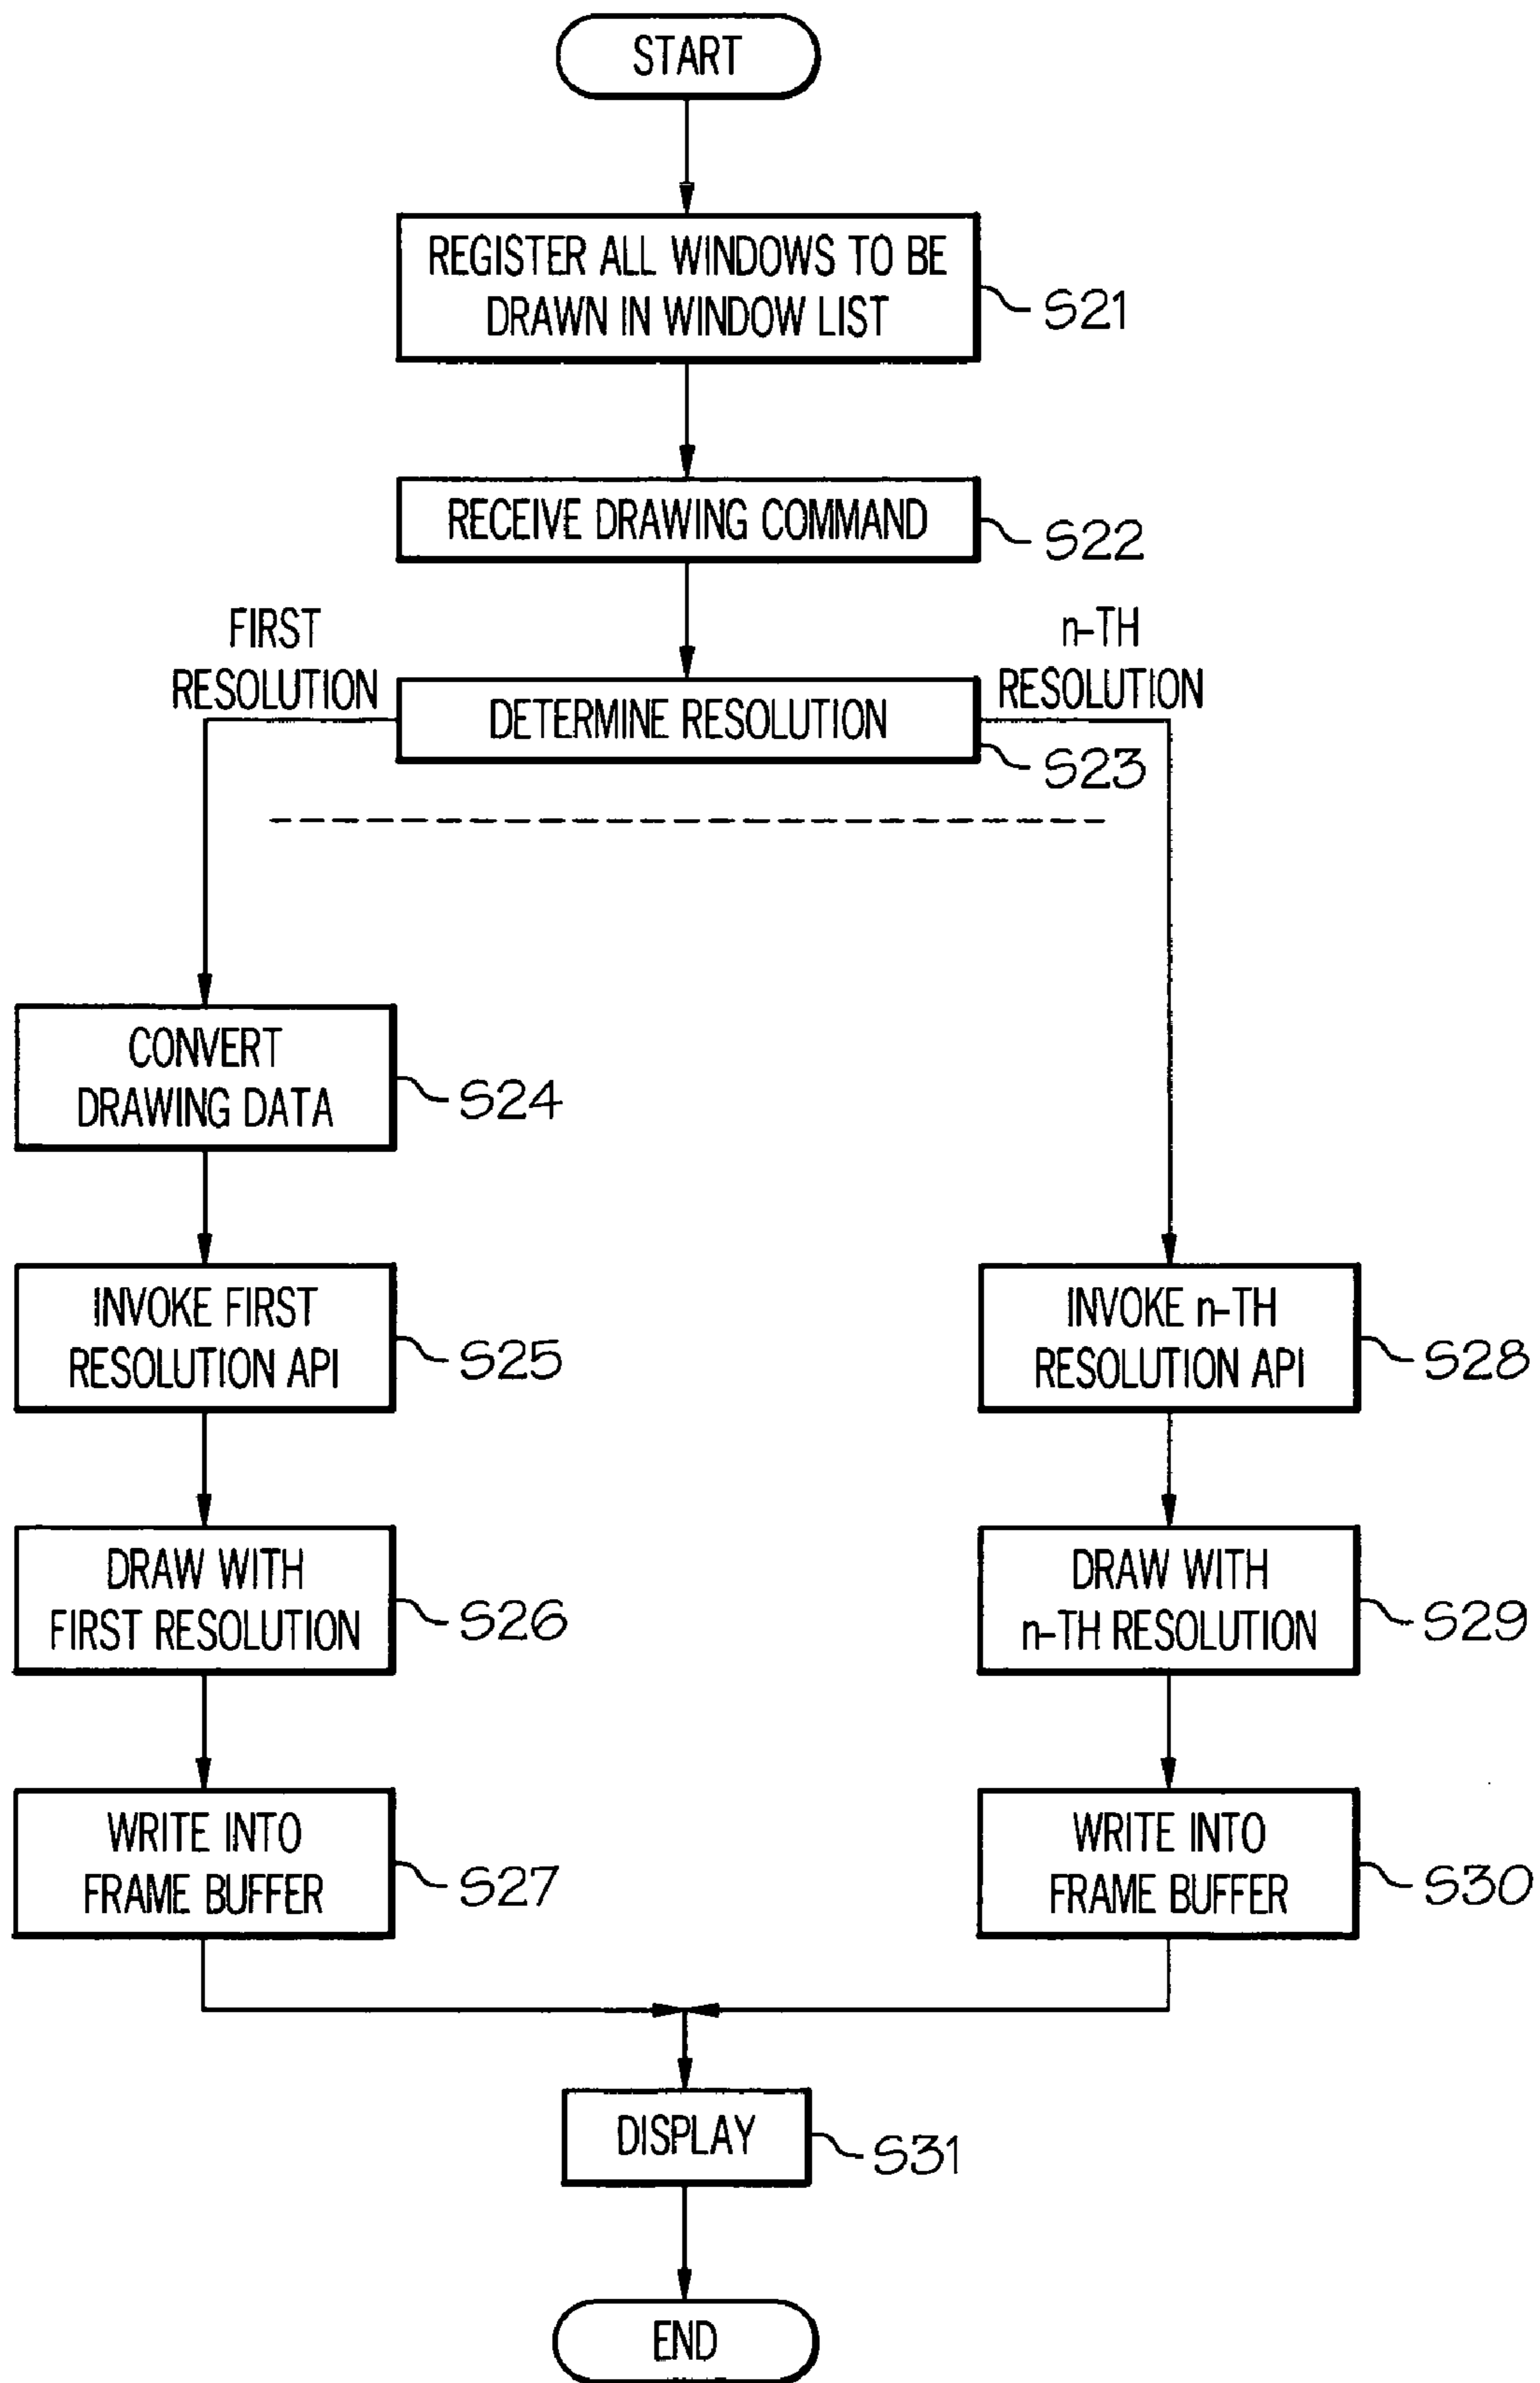 START
REGISTER ALL WINDOWS TO BE
DRAWN IN WINDOW LIST
S21
RECEIVE DRAWING COMMAND
S22
FIRST
RESOLUTION
n-TH
RESOLUTION
DETERMINE RESOLUTION
S23
CONVERT
DRAWING DATA
S24
INVOKE FIRST
RESOLUTION API
S25
INVOKE n-TH
RESOLUTION API
S28
DRAW WITH
FIRST RESOLUTION
S26
DRAW WITH
n-TH RESOLUTION
S29
WRITE INTO
FRAME BUFFER
S27
WRITE INTO
FRAME BUFFER
S30
DISPLAY
S31
END